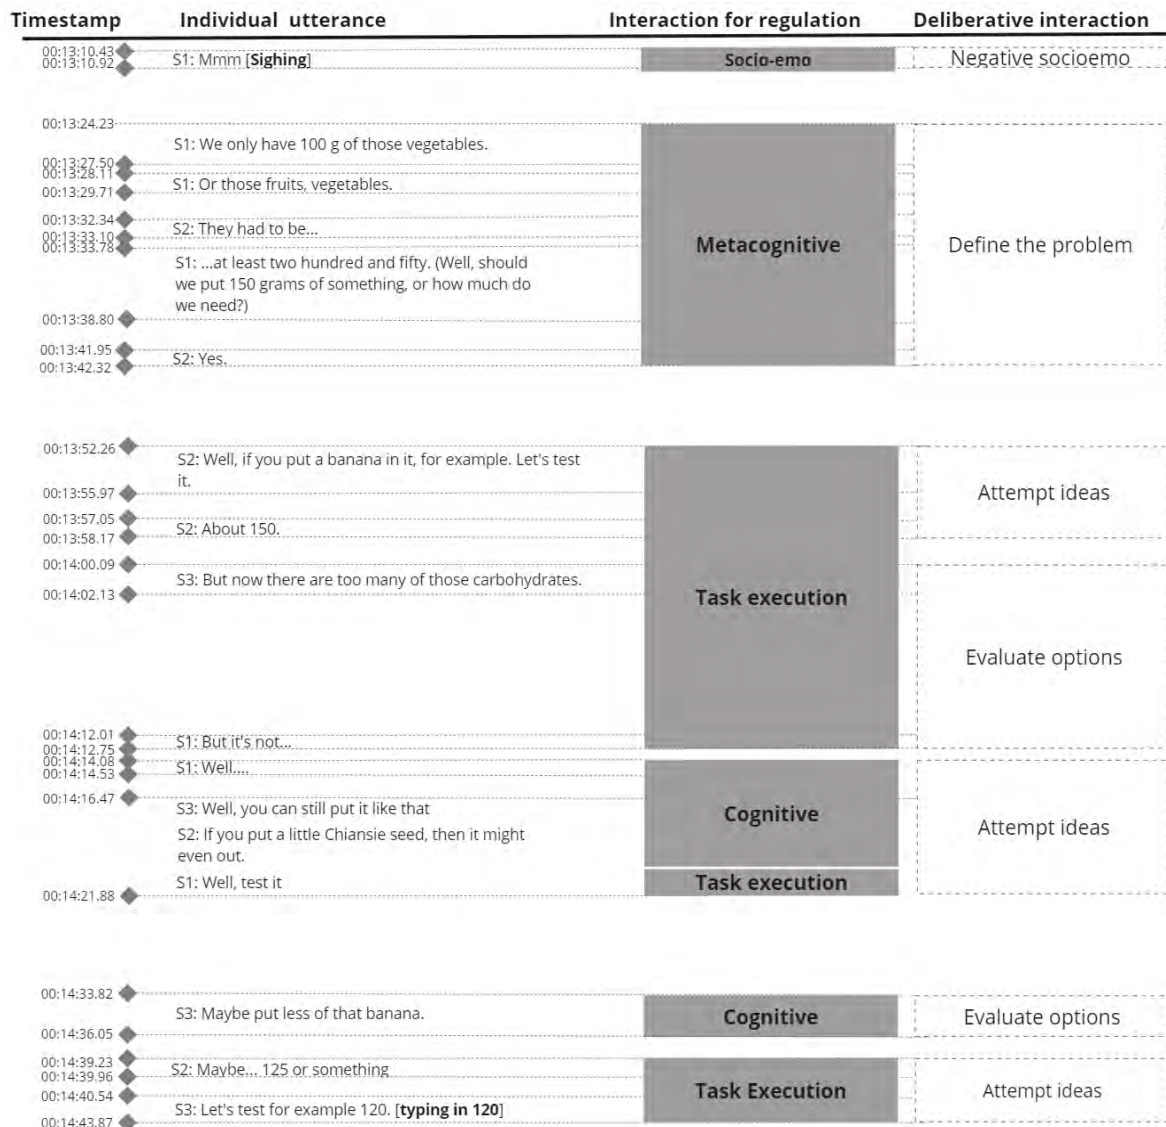 Timestamp Individual utterance Interaction for regulation Deliberative interaction
00:13:10.43
00:13:10.92
S1: Mmm [Sighing] Socio-emo Negative socioemo
00:13:24.23
S1: We only have 100 g of those vegetables.
00:13:27.50
00:13:28.11
S1: Or those fruits, vegetables.
00:13:29.71
00:13:32.34
S2: They had to be...
00:13:33.10
00:13:33.78
Metacognitive Define the problem
S1: ...at least two hundred and fifty. (Well, should
we put 150 grams of something, or how much do
we need?)
00:13:38.80
00:13:41.95
S2: Yes.
00:13:42.32
00:13:52.26
S2: Well, if you put a banana in it, for example. Let's test
it.
00:13:55.97
Attempt ideas
00:13:57.05
S2: About 150.
00:13:58.17
00:14:00.09
S3: But now there are too many of those carbohydrates.
00:14:02.13
Task execution
Evaluate options
00:14:12.01
S1: But it's not...
00:14:12.75
00:14:14.08
S1: Well....
00:14:14.53
00:14:16.47
S3: Well, you can still put it like that
Cognitive Attempt ideas
S2: If you put a little Chiansie seed, then it might
even out.
S1: Well, test it Task execution
00:14:21.88
00:14:33.82
S3: Maybe put less of that banana. Cognitive Evaluate options
00:14:36.05
00:14:39.23
S2: Maybe... 125 or something
00:14:39.96
00:14:40.54
Task Execution Attempt ideas
S3: Let's test for example 120. [typing in 120]
00:14:43.87